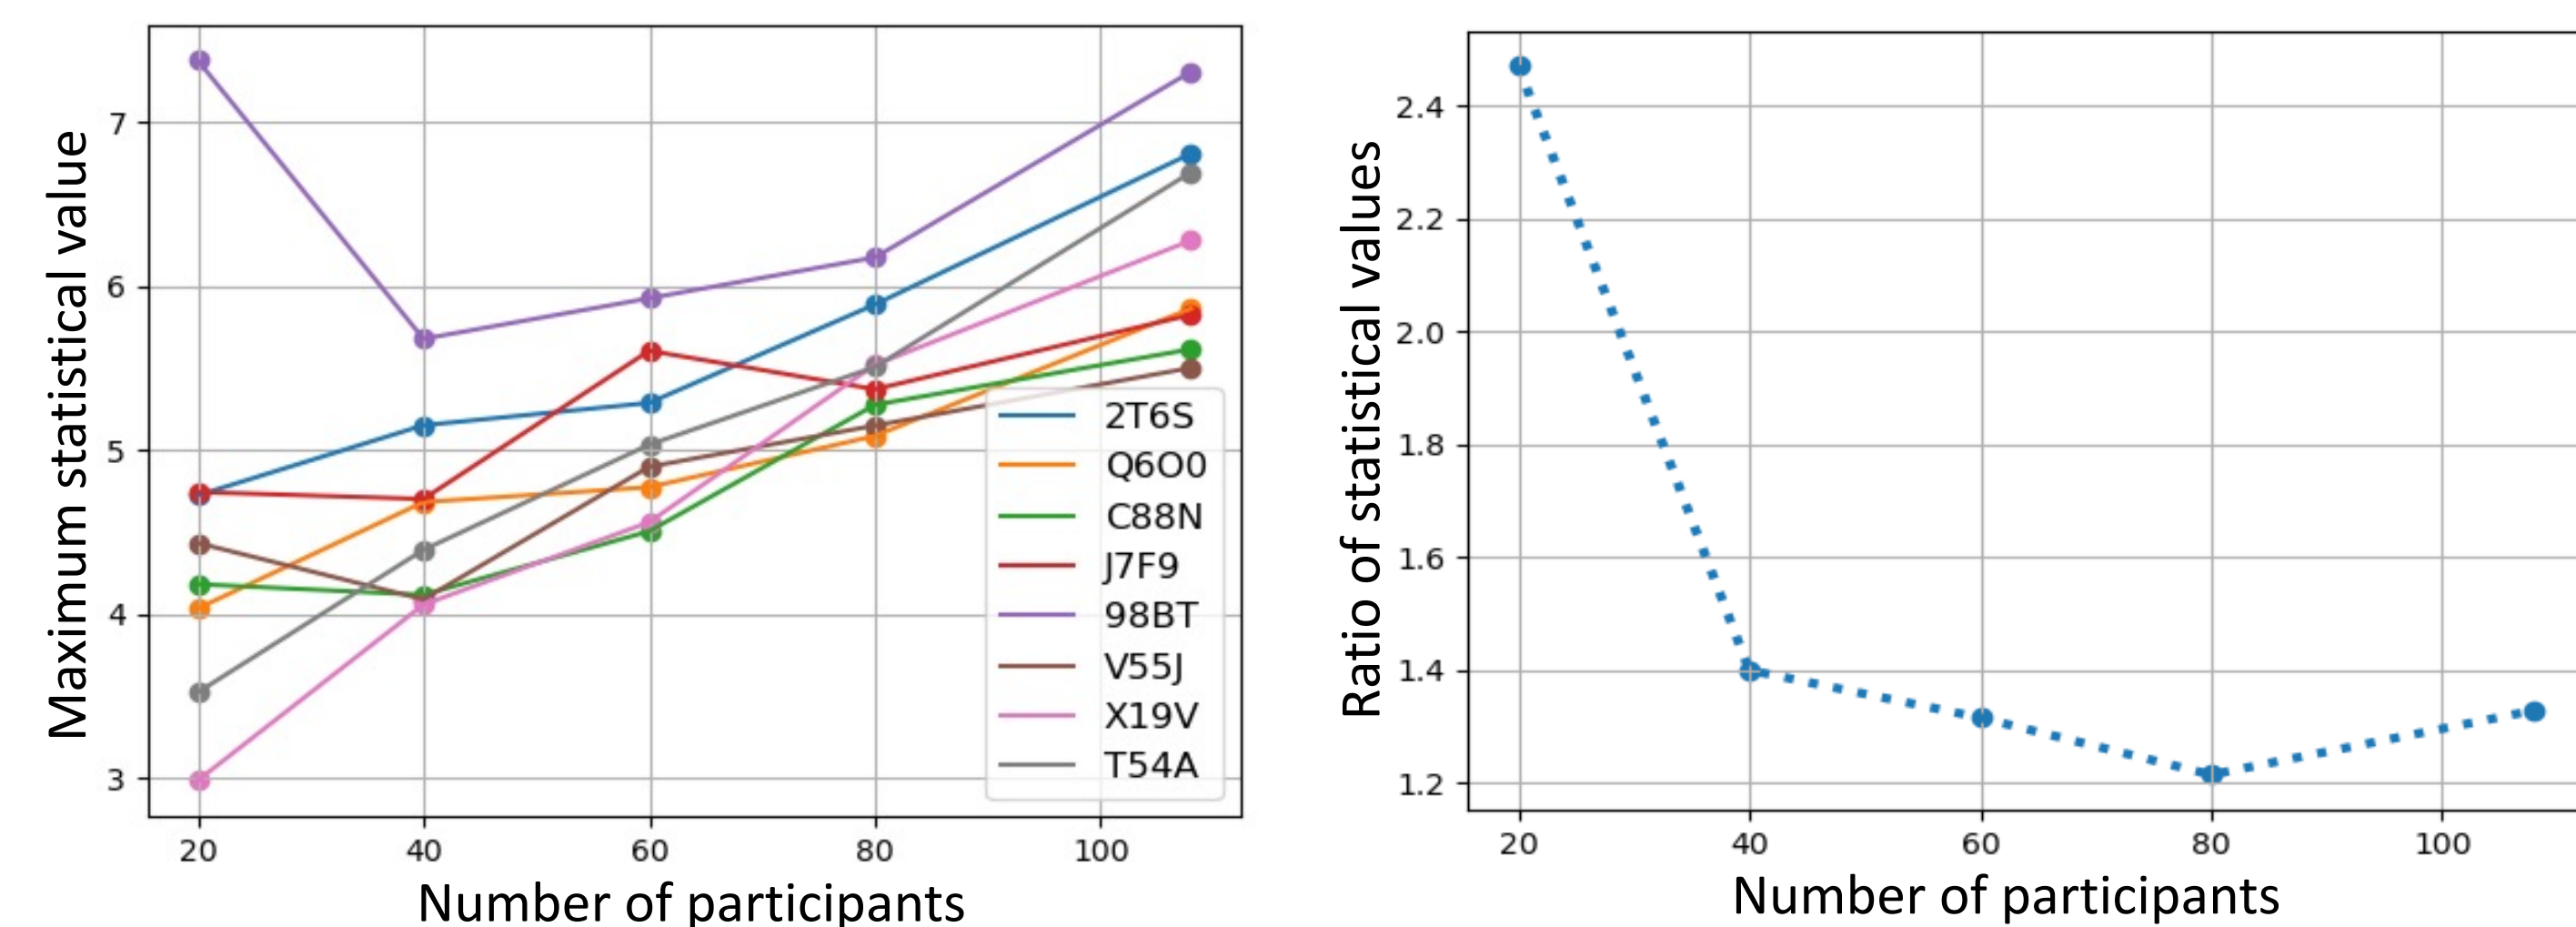 Maximum statistical value
7
6
5
4
3
20 40 60 80 100
Number of participants
2T6S
Q6O0
C88N
J7F9
98BT
V55J
X19V
T54A
Ratio of statistical values
2.4
2.2
2.0
1.8
1.6
1.4
1.2
20 40 60 80 100
Number of participants